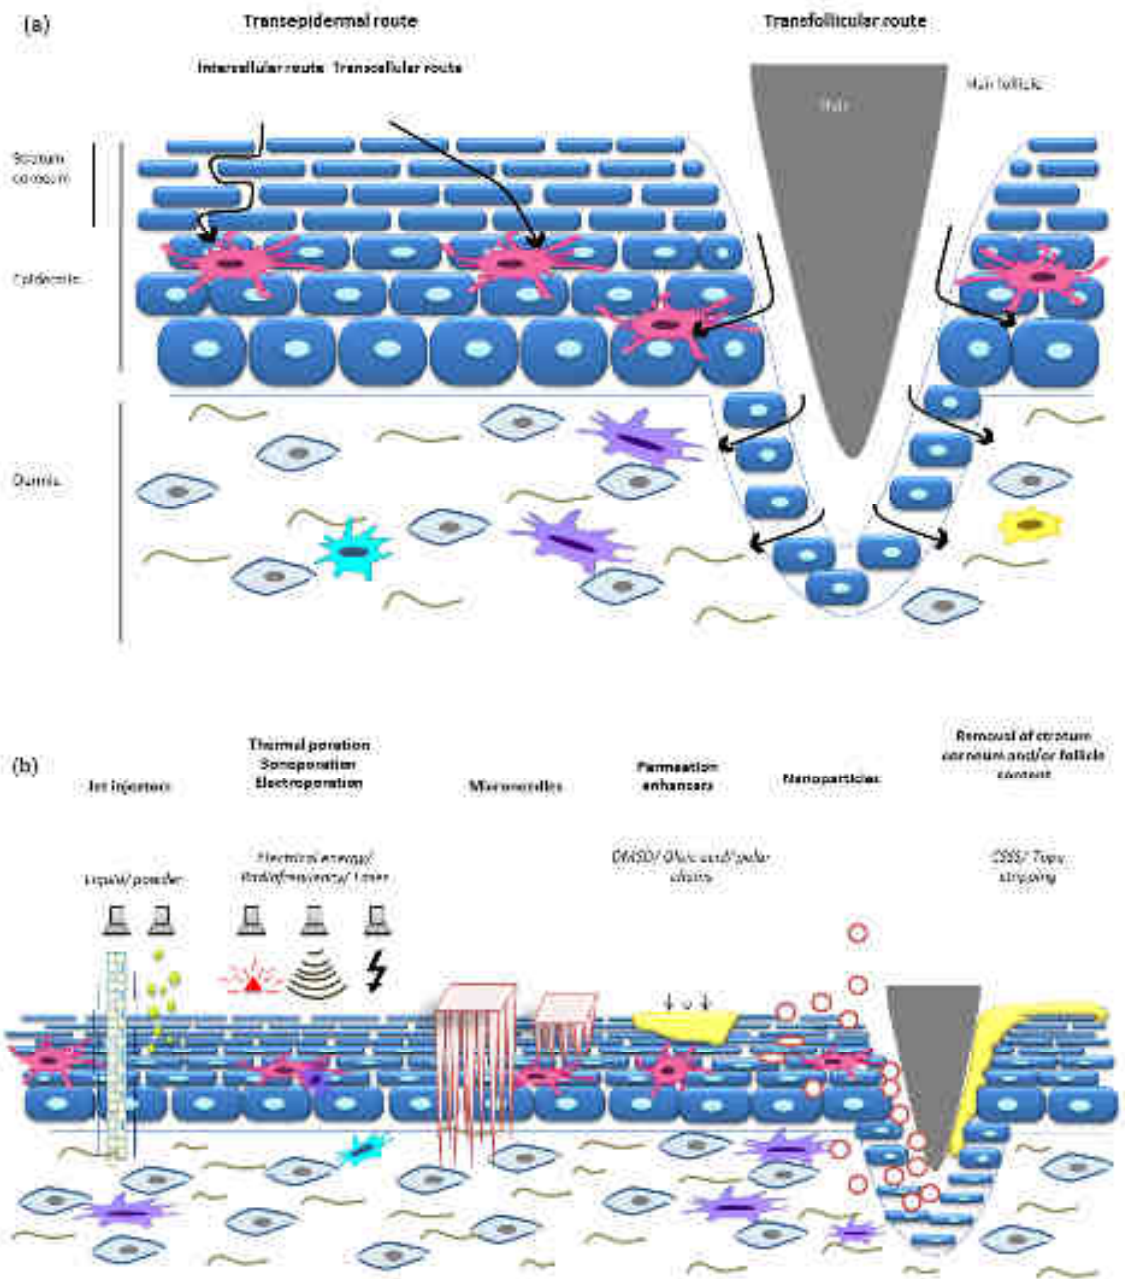 (a)
Transepidermal route
Transfollicular route
Intercellular route Transcellular route
Hair follicle
Hair
Stratum
corneum
Epidermis
Dermis
(b)
Jet injectors
Thermal poration
Sonoporation
Electroporation
Microneedles
Permeation
enhancers
Nanoparticles
Removal of stratum
corneum and/or follicle
content
Liquid/ powder
Electrical energy/
Radiofrequency/ Laser
DMSO/ Oleic acid/ polar
chains
CSSS/ Tape
stripping